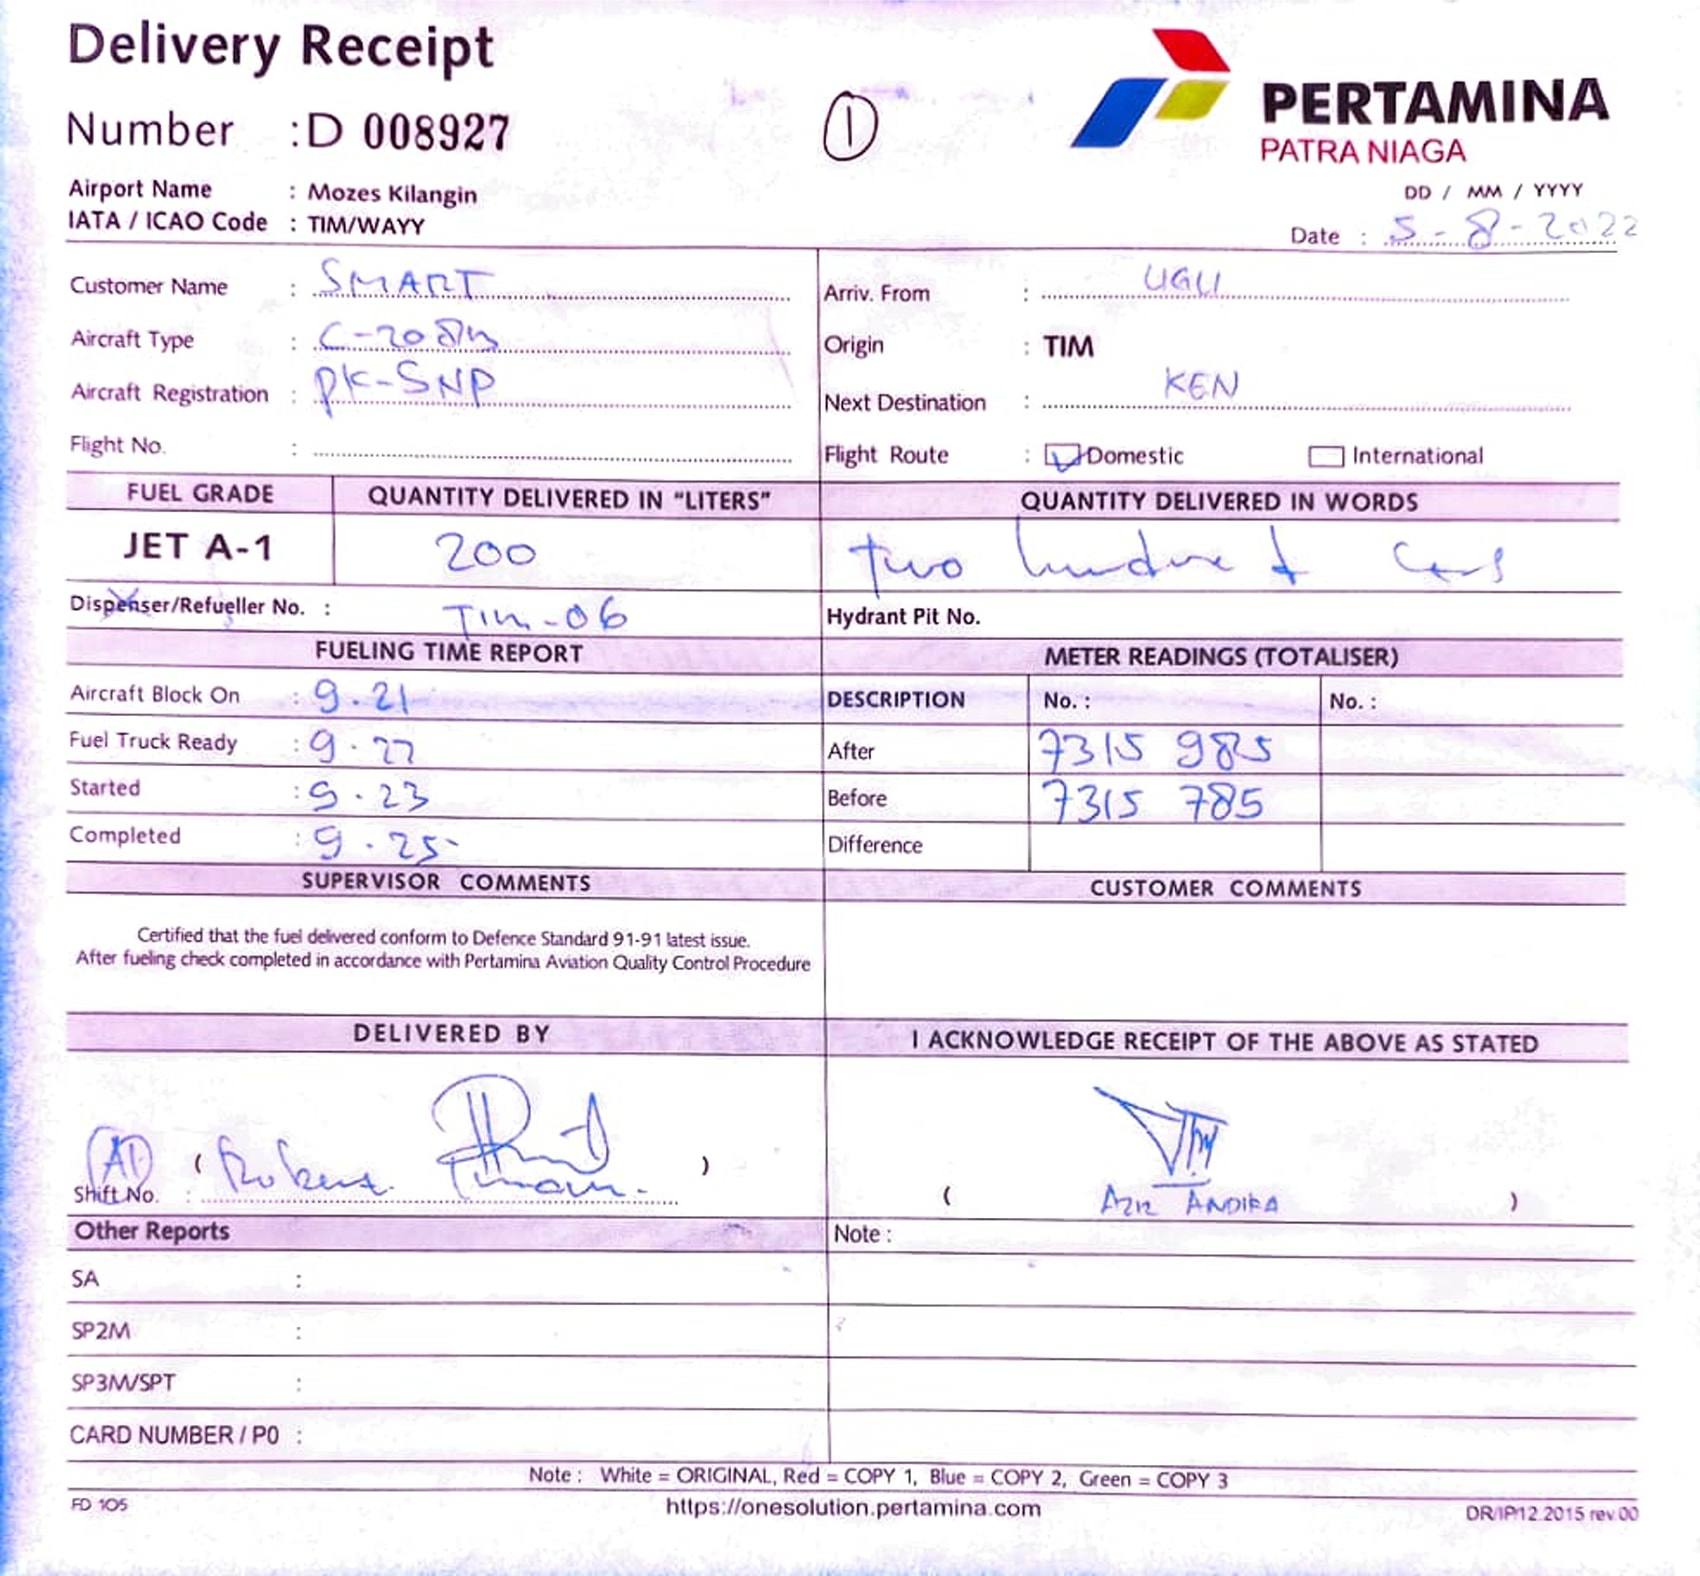 Delivery Receipt
Number : D 008927
①
PERTAMINA
PATRA NIAGA
Airport Name : Mozes Kilangin
IATA / ICAO Code : TIM/WAYY
DD / MM / YYYY
Date : 5-8-2022
Customer Name : SMART
Aircraft Type : C-208B
Aircraft Registration : PK-SNP
Flight No. :
Arriv. From : UGU
Origin : TIM
Next Destination : KEN
Flight Route : Domestic International
FUEL GRADE QUANTITY DELIVERED IN "LITERS" QUANTITY DELIVERED IN WORDS
JET A-1 200 two hundred
Dispenser/Refueller No. : TIM-06 Hydrant Pit No.
FUELING TIME REPORT METER READINGS (TOTALISER)
Aircraft Block On : 9.21 DESCRIPTION No. : No. :
Fuel Truck Ready : 9.22 After 7315 985
Started : 9.23 Before 7315 785
Completed : 9.25 Difference
SUPERVISOR COMMENTS CUSTOMER COMMENTS
Certified that the fuel delivered conform to Defence Standard 91-91 latest issue.
After fueling check completed in accordance with Pertamina Aviation Quality Control Procedure
DELIVERED BY I ACKNOWLEDGE RECEIPT OF THE ABOVE AS STATED
Shift No. : ( ) ( AZIZ ANDIKA )
Other Reports Note :
SA :
SP2M :
SP3M/SPT :
CARD NUMBER / P0 :
Note : White = ORIGINAL, Red = COPY 1, Blue = COPY 2, Green = COPY 3
FD 105 https://onesolution.pertamina.com DR/IP/12.2015 rev.00